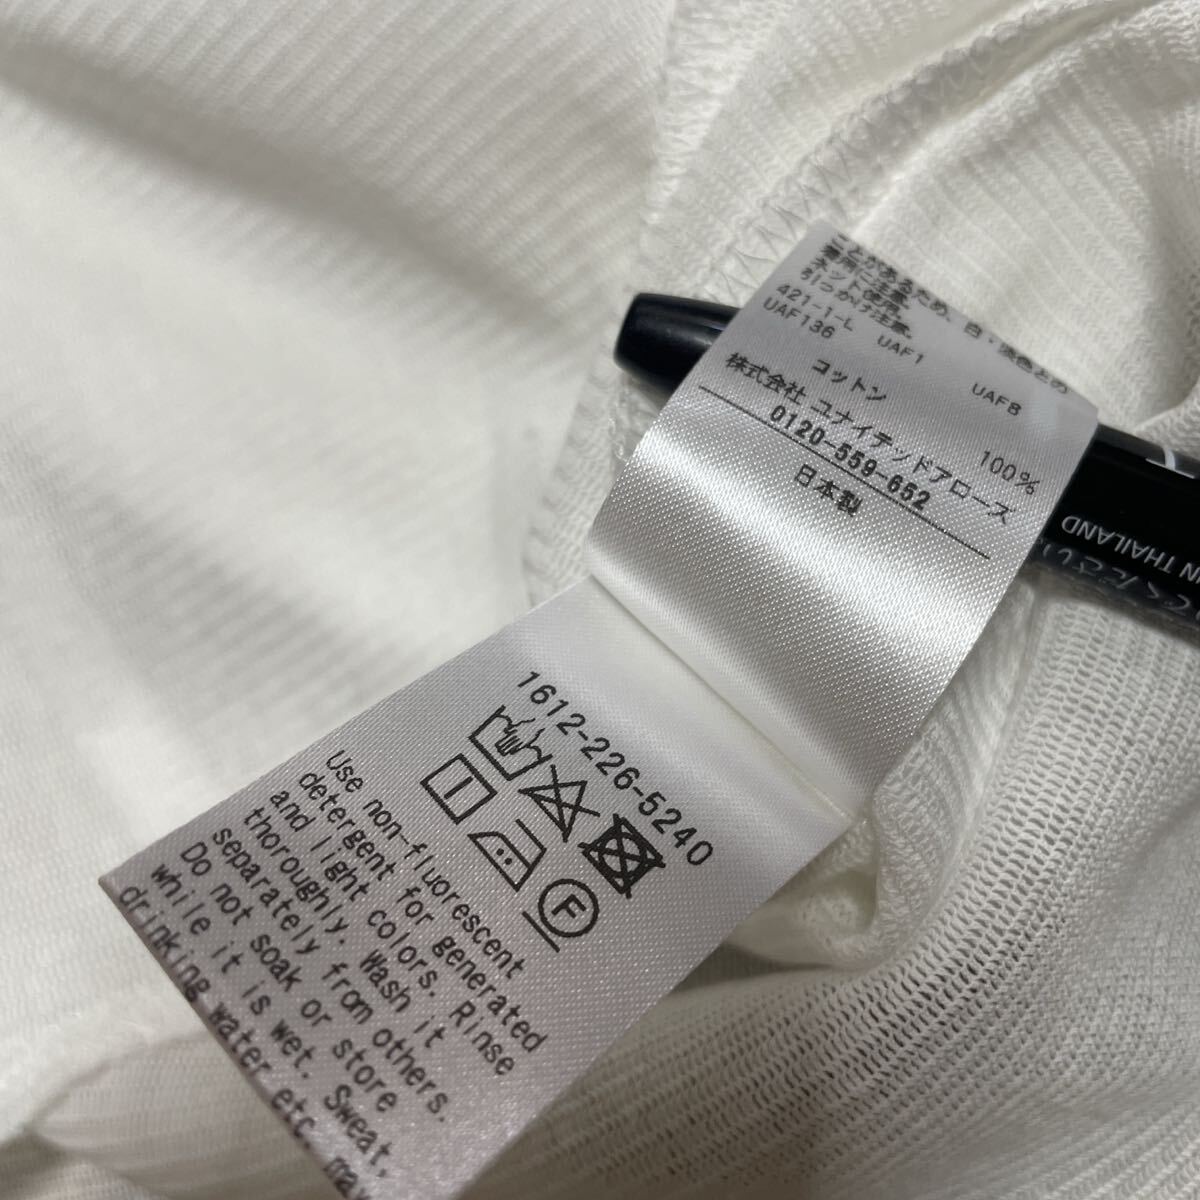 ことがあるため、白・淡色との
着用に注意。
ネット使用。
引っかけ注意。
421-1-L
UAF136 UAF1 UAF8
コットン 100%
株式会社 ユナイテッドアローズ
0120-559-652
日本製
1612-226-5240
F
Use non-fluorescent
detergent for generated
and light colors. Rinse
thoroughly. Wash it
separately from others.
Do not soak or store
while it is wet. Sweat,
drinking water etc. may
IN THAILAND